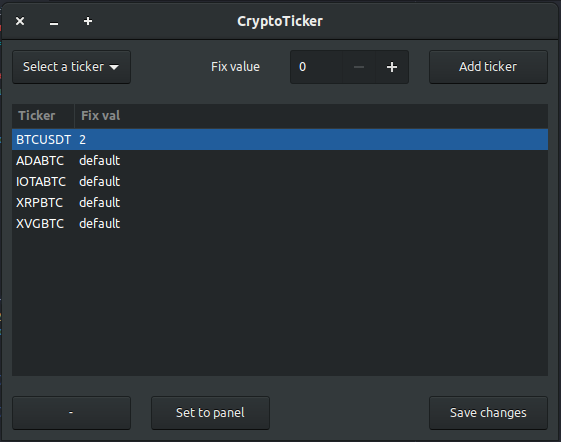 CryptoTicker
Select a ticker Fix value 0 − + Add ticker
Ticker Fix val
BTCUSDT 2
ADABTC default
IOTABTC default
XRPBTC default
XVGBTC default
- Set to panel Save changes